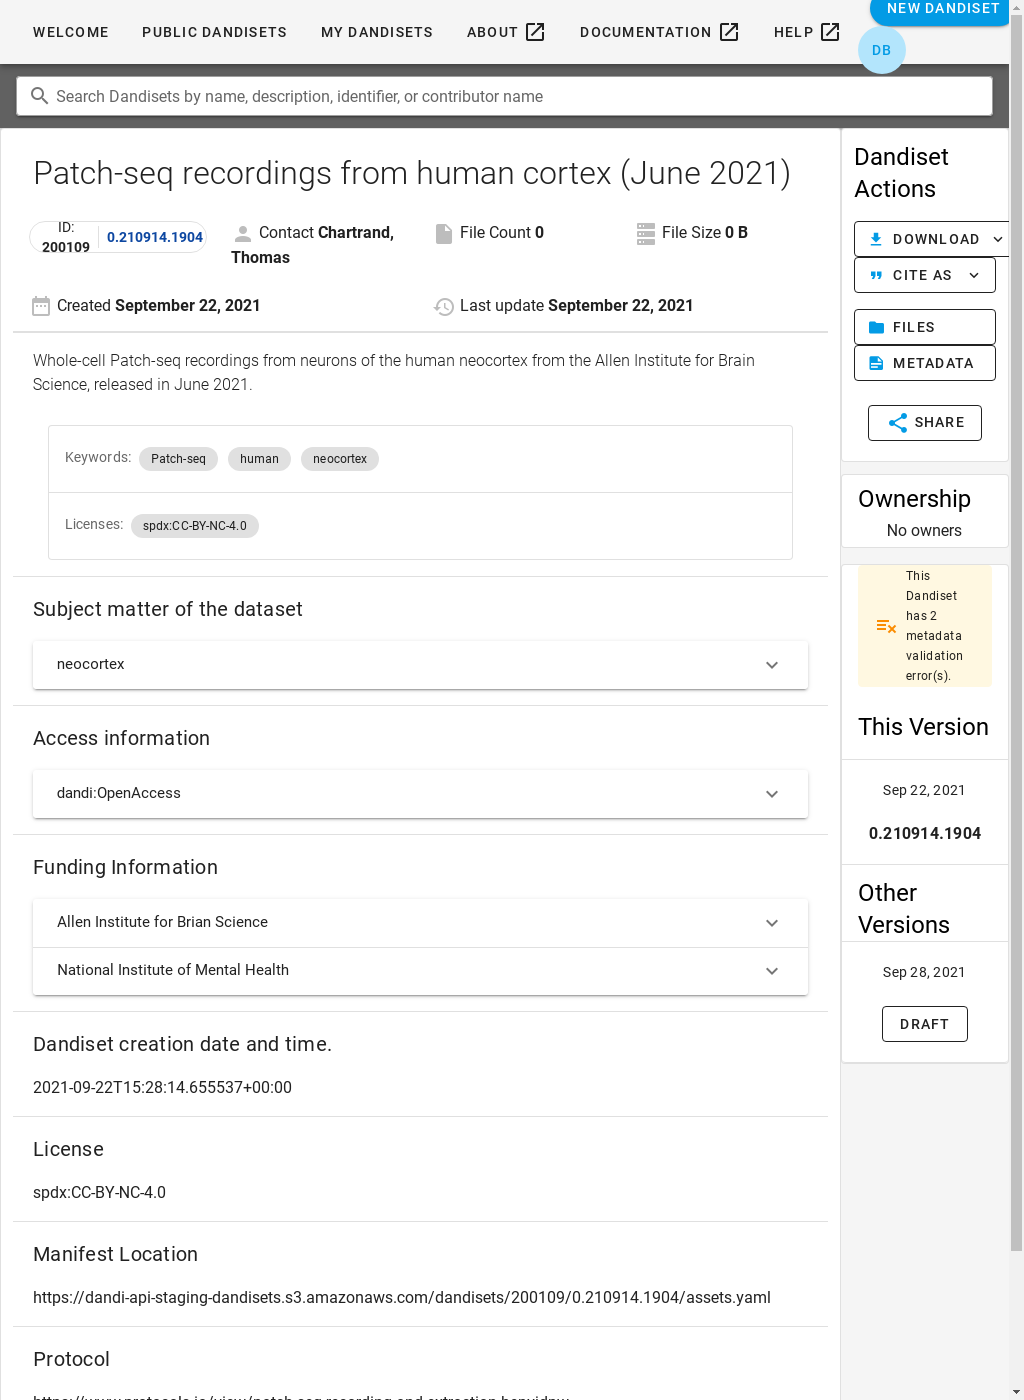 WELCOME
PUBLIC DANDISETS
MY DANDISETS
ABOUT
DOCUMENTATION
HELP
NEW DANDISET
DB
Search Dandisets by name, description, identifier, or contributor name
Patch-seq recordings from human cortex (June 2021)
ID:
200109
0.210914.1904
Contact Chartrand,
Thomas
File Count 0
File Size 0 B
Created September 22, 2021
Last update September 22, 2021
Whole-cell Patch-seq recordings from neurons of the human neocortex from the Allen Institute for Brain
Science, released in June 2021.
Keywords: Patch-seq human neocortex
Licenses: spdx:CC-BY-NC-4.0
Subject matter of the dataset
neocortex
Access information
dandi:OpenAccess
Funding Information
Allen Institute for Brian Science
National Institute of Mental Health
Dandiset creation date and time.
2021-09-22T15:28:14.655537+00:00
License
spdx:CC-BY-NC-4.0
Manifest Location
https://dandi-api-staging-dandisets.s3.amazonaws.com/dandisets/200109/0.210914.1904/assets.yaml
Protocol
Dandiset
Actions
DOWNLOAD
CITE AS
FILES
METADATA
SHARE
Ownership
No owners
This
Dandiset
has 2
metadata
validation
error(s).
This Version
Sep 22, 2021
0.210914.1904
Other
Versions
Sep 28, 2021
DRAFT